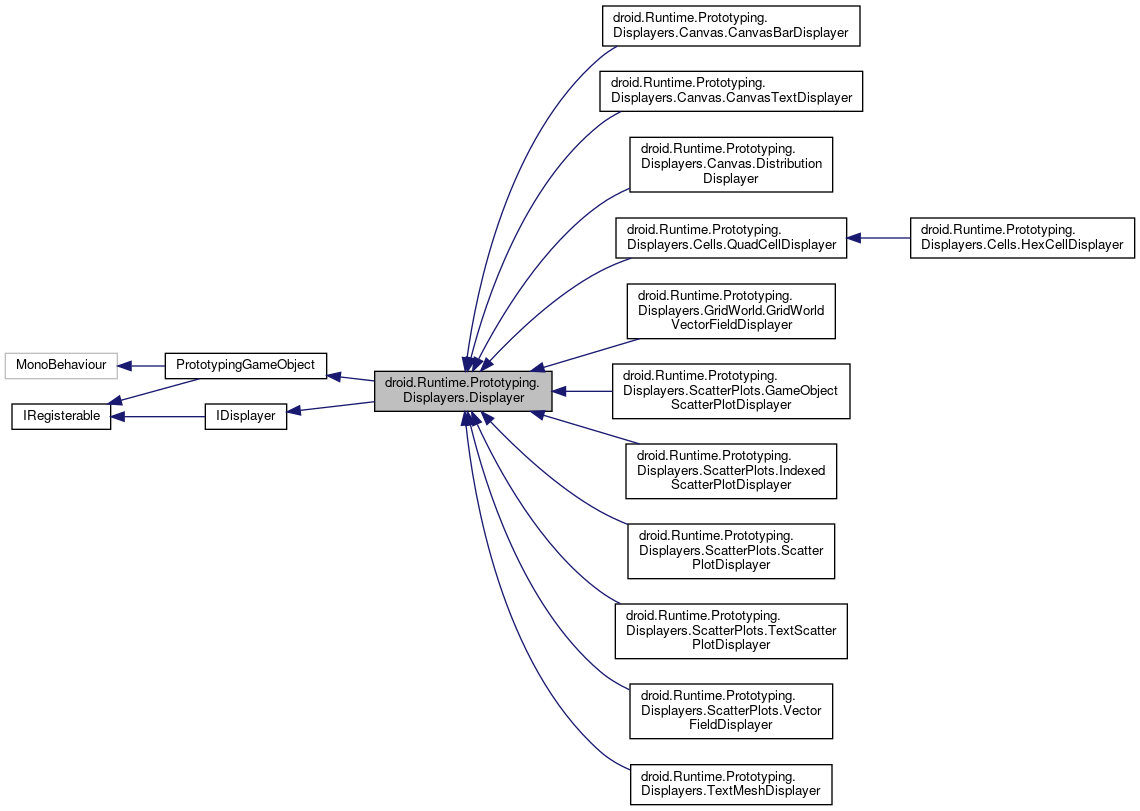 droid.Runtime.Prototyping.
Displayers.Canvas.CanvasBarDisplayer
droid.Runtime.Prototyping.
Displayers.Canvas.CanvasTextDisplayer
droid.Runtime.Prototyping.
Displayers.Canvas.Distribution
Displayer
droid.Runtime.Prototyping.
Displayers.Cells.QuadCellDisplayer
droid.Runtime.Prototyping.
Displayers.Cells.HexCellDisplayer
droid.Runtime.Prototyping.
Displayers.GridWorld.GridWorld
VectorFieldDisplayer
MonoBehaviour
PrototypingGameObject
IRegisterable
IDisplayer
droid.Runtime.Prototyping.
Displayers.Displayer
droid.Runtime.Prototyping.
Displayers.ScatterPlots.GameObject
ScatterPlotDisplayer
droid.Runtime.Prototyping.
Displayers.ScatterPlots.Indexed
ScatterPlotDisplayer
droid.Runtime.Prototyping.
Displayers.ScatterPlots.Scatter
PlotDisplayer
droid.Runtime.Prototyping.
Displayers.ScatterPlots.TextScatter
PlotDisplayer
droid.Runtime.Prototyping.
Displayers.ScatterPlots.Vector
FieldDisplayer
droid.Runtime.Prototyping.
Displayers.TextMeshDisplayer